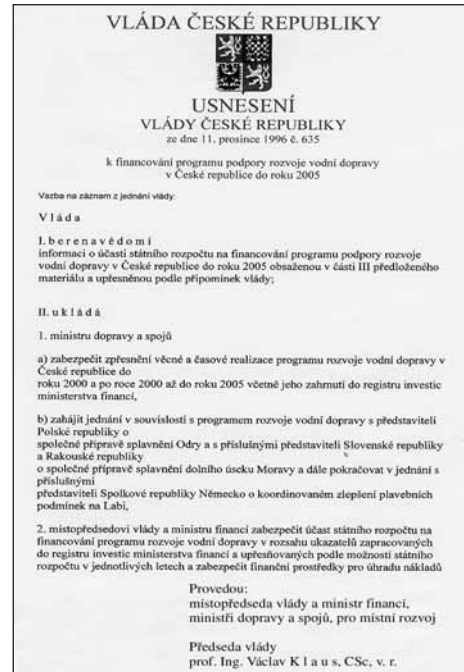 VLÁDA ČESKÉ REPUBLIKY
USNESENÍ
VLÁDY ČESKÉ REPUBLIKY
ze dne 11. prosince 1996 č. 635
k financování programu podpory rozvoje vodní dopravy
v České republice do roku 2005
Vazba na záznam z jednání vlády:
V l á d a
I. b e r e n a v ě d o m í
informaci o účasti státního rozpočtu na financování programu podpory rozvoje
vodní dopravy v České republice do roku 2005 obsaženou v části III předloženého
materiálu a upřesněnou podle připomínek vlády;
II. u k l á d á
1. ministru dopravy a spojů
a) zabezpečit zpřesnění věcné a časové realizace programu rozvoje vodní dopravy v
České republice do
roku 2000 a po roce 2000 až do roku 2005 včetně jeho zahrnutí do registru investic
ministerstva financí,
b) zahájit jednání v souvislosti s programem rozvoje vodní dopravy s představiteli
Polské republiky o
společné přípravě splavnění Odry a s příslušnými představiteli Slovenské republiky
a Rakouské republiky
o společné přípravě splavnění dolního úseku Moravy a dále pokračovat v jednání s
příslušnými
představiteli Spolkové republiky Německo o koordinovaném zlepšení plavebních
podmínek na Labi,
2. místopředsedovi vlády a ministru financí zabezpečit účast státního rozpočtu na
financování programu rozvoje vodní dopravy v rozsahu ukazatelů zapracovaných
do registru investic ministerstva financí a upřesňovaných podle možností státního
rozpočtu v jednotlivých letech a zabezpečit finanční prostředky pro úhradu nákladů
Provedou:
místopředseda vlády a ministr financí,
ministři dopravy a spojů, pro místní rozvoj
Předseda vlády
prof. Ing. Václav K l a u s, CSc, v. r.